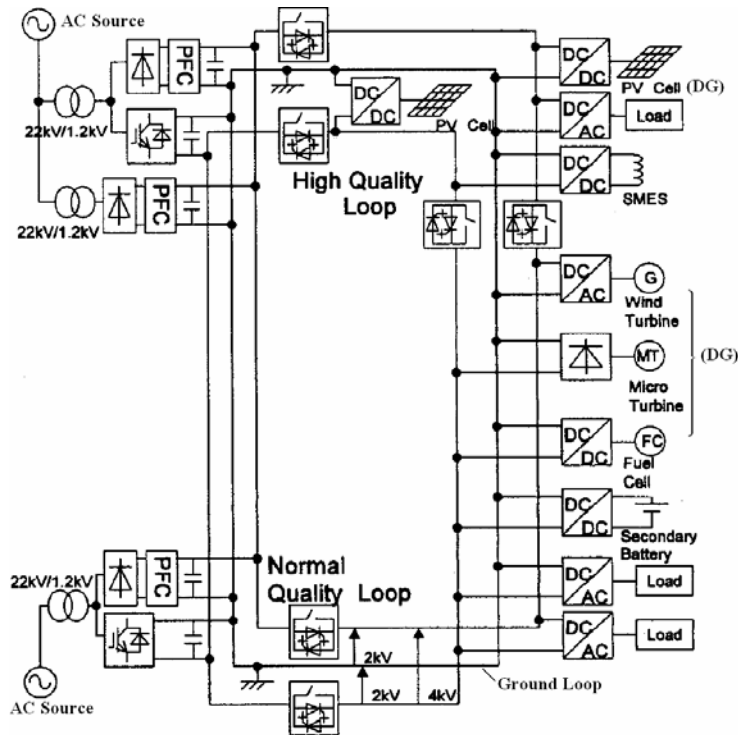 AC Source
PFC
22kV/1.2kV
PFC
22kV/1.2kV
DC
DC
PV Cell
High Quality
Loop
DC
DC
PV Cell (DG)
DC
AC
Load
DC
DC
SMES
DC
AC
G
Wind
Turbine
MT
Micro
Turbine
(DG)
DC
DC
FC
Fuel
Cell
DC
DC
Secondary
Battery
DC
AC
Load
DC
AC
Load
Normal
Quality Loop
22kV/1.2kV
PFC
AC Source
2kV
2kV
4kV
Ground Loop